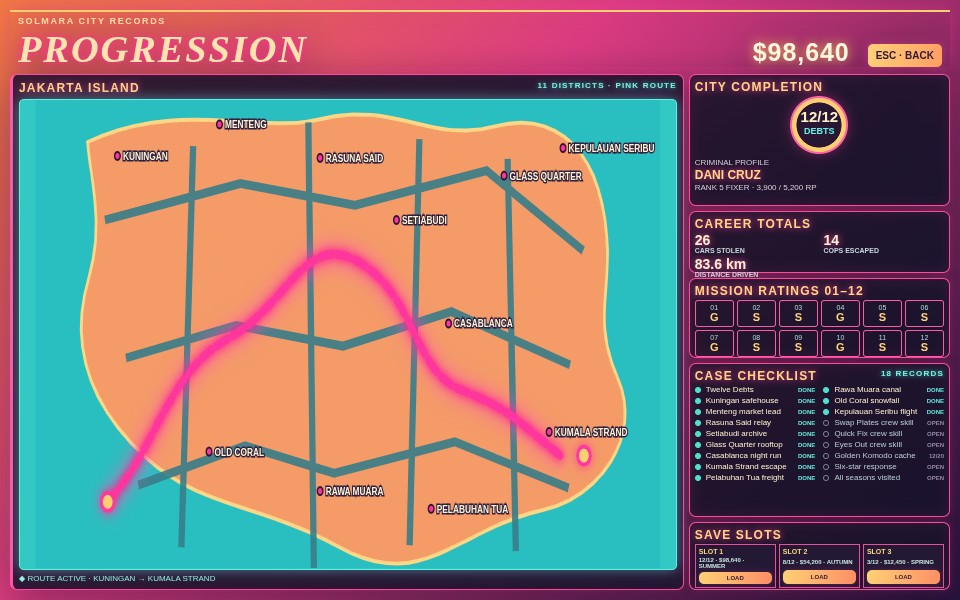 SOLMARA CITY RECORDS
PROGRESSION
$98,640
ESC · BACK
JAKARTA ISLAND
11 DISTRICTS · PINK ROUTE
MENTENG
KUNINGAN
RASUNA SAID
KEPULAUAN SERIBU
GLASS QUARTER
SETIABUDI
CASABLANCA
KUMALA STRAND
OLD CORAL
RAWA MUARA
PELABUHAN TUA
◆ ROUTE ACTIVE · KUNINGAN → KUMALA STRAND
CITY COMPLETION
12/12
DEBTS
CRIMINAL PROFILE
DANI CRUZ
RANK 5 FIXER · 3,900 / 5,200 RP
CAREER TOTALS
26
CARS STOLEN
14
COPS ESCAPED
83.6 km
DISTANCE DRIVEN
MISSION RATINGS 01–12
01 02 03 04 05 06
G S S G S S
07 08 09 10 11 12
G S S G S S
CASE CHECKLIST
18 RECORDS
Twelve Debts DONE
Kuningan safehouse DONE
Menteng market lead DONE
Rasuna Said relay DONE
Setiabudi archive DONE
Glass Quarter rooftop DONE
Casablanca night run DONE
Kumala Strand escape DONE
Pelabuhan Tua freight DONE
Rawa Muara canal DONE
Old Coral snowfall DONE
Kepulauan Seribu flight DONE
Swap Plates crew skill OPEN
Quick Fix crew skill OPEN
Eyes Out crew skill OPEN
Golden Komodo cache 12/20
Six-star response OPEN
All seasons visited OPEN
SAVE SLOTS
SLOT 1
12/12 · $98,640 ·
SUMMER
LOAD
SLOT 2
8/12 · $54,200 · AUTUMN
LOAD
SLOT 3
3/12 · $12,450 · SPRING
LOAD